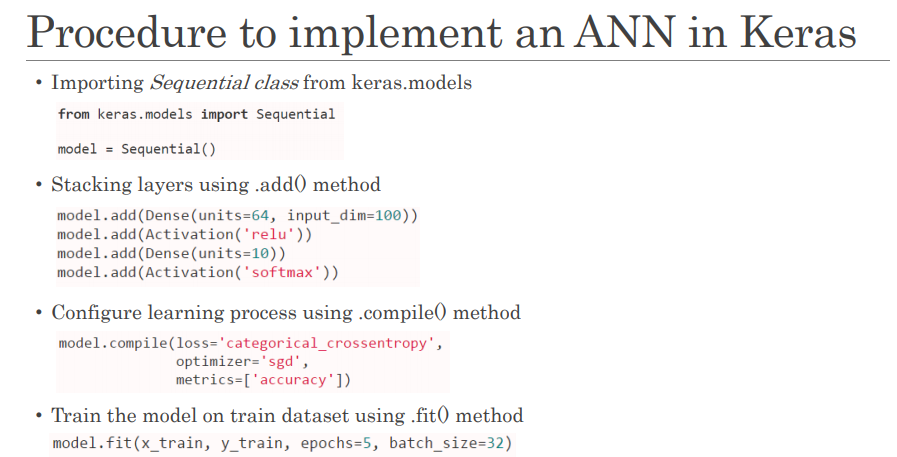 Procedure to implement an ANN in Keras
• Importing Sequential class from keras.models
from keras.models import Sequential
model = Sequential()
• Stacking layers using .add() method
model.add(Dense(units=64, input_dim=100))
model.add(Activation('relu'))
model.add(Dense(units=10))
model.add(Activation('softmax'))
• Configure learning process using .compile() method
model.compile(loss='categorical_crossentropy',
optimizer='sgd',
metrics=['accuracy'])
• Train the model on train dataset using .fit() method
model.fit(x_train, y_train, epochs=5, batch_size=32)